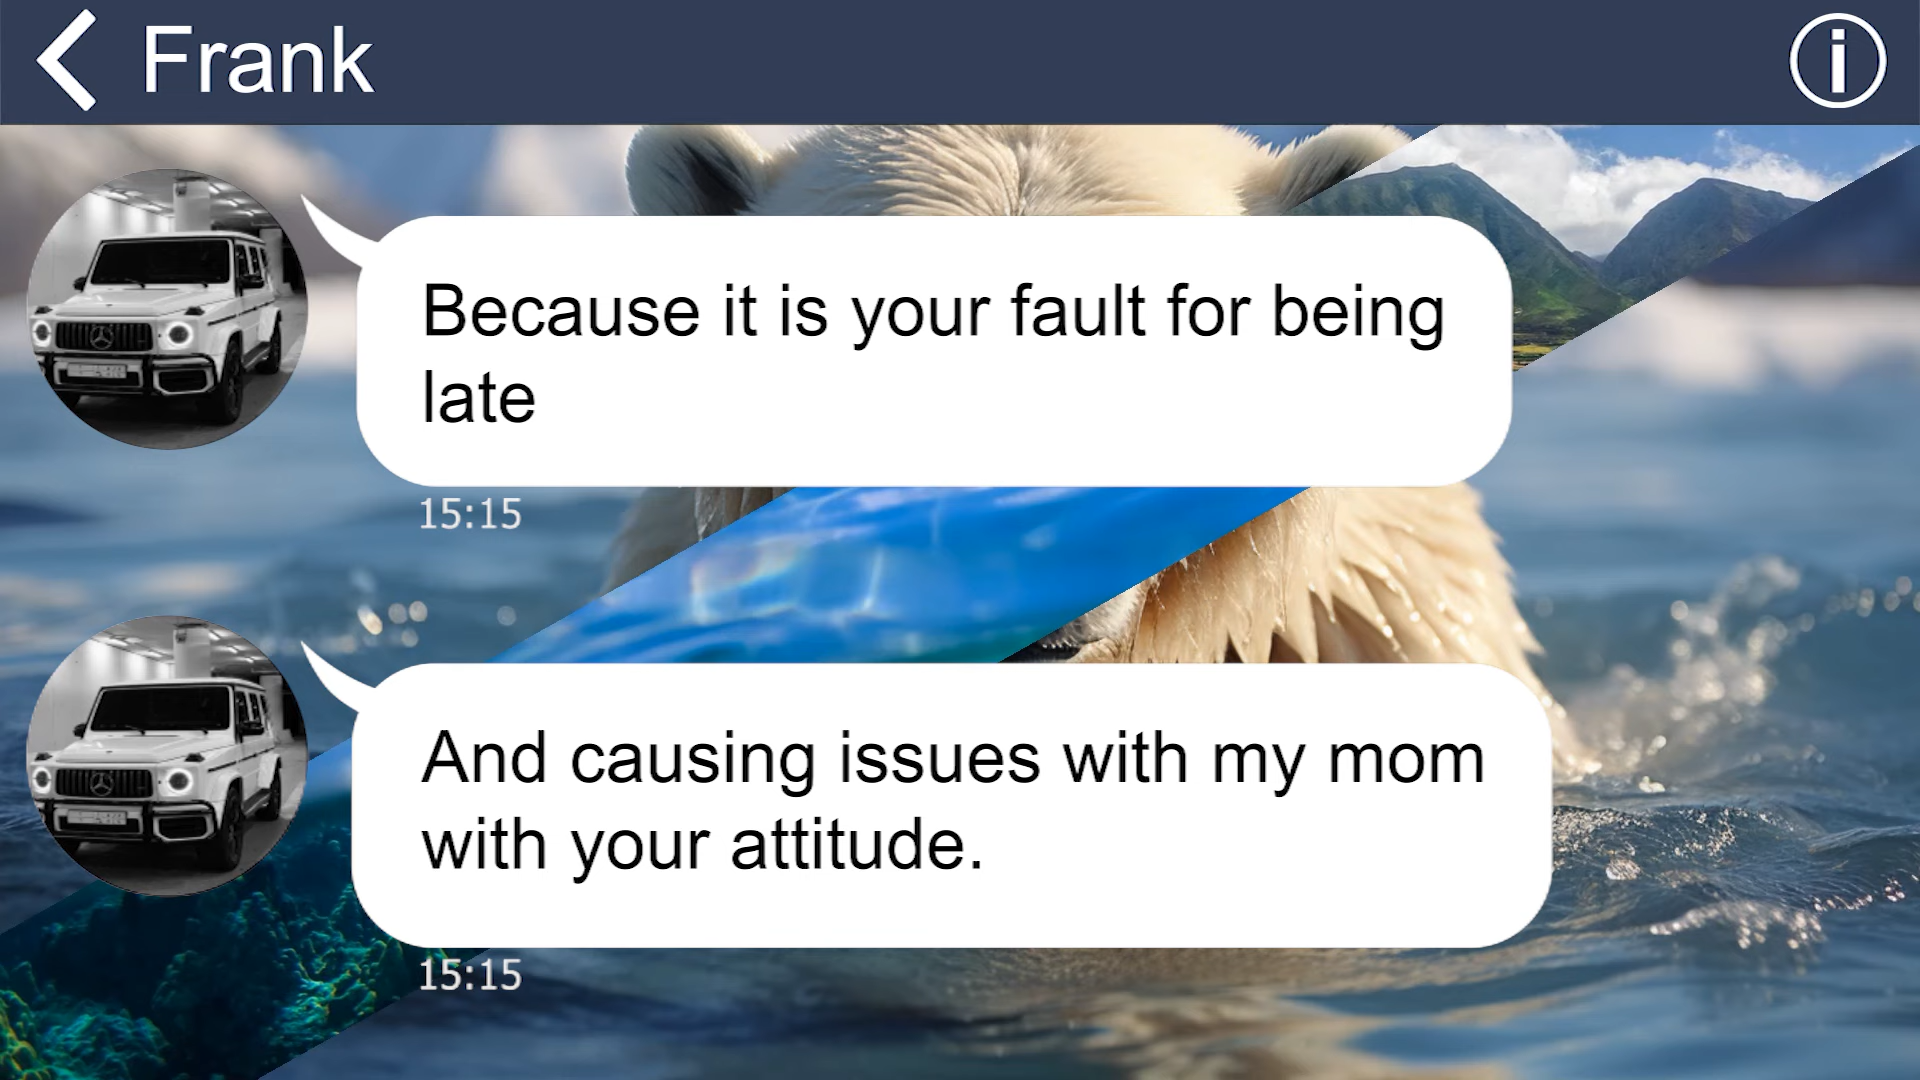 Frank
Because it is your fault for being
late
15:15
And causing issues with my mom
with your attitude.
15:15